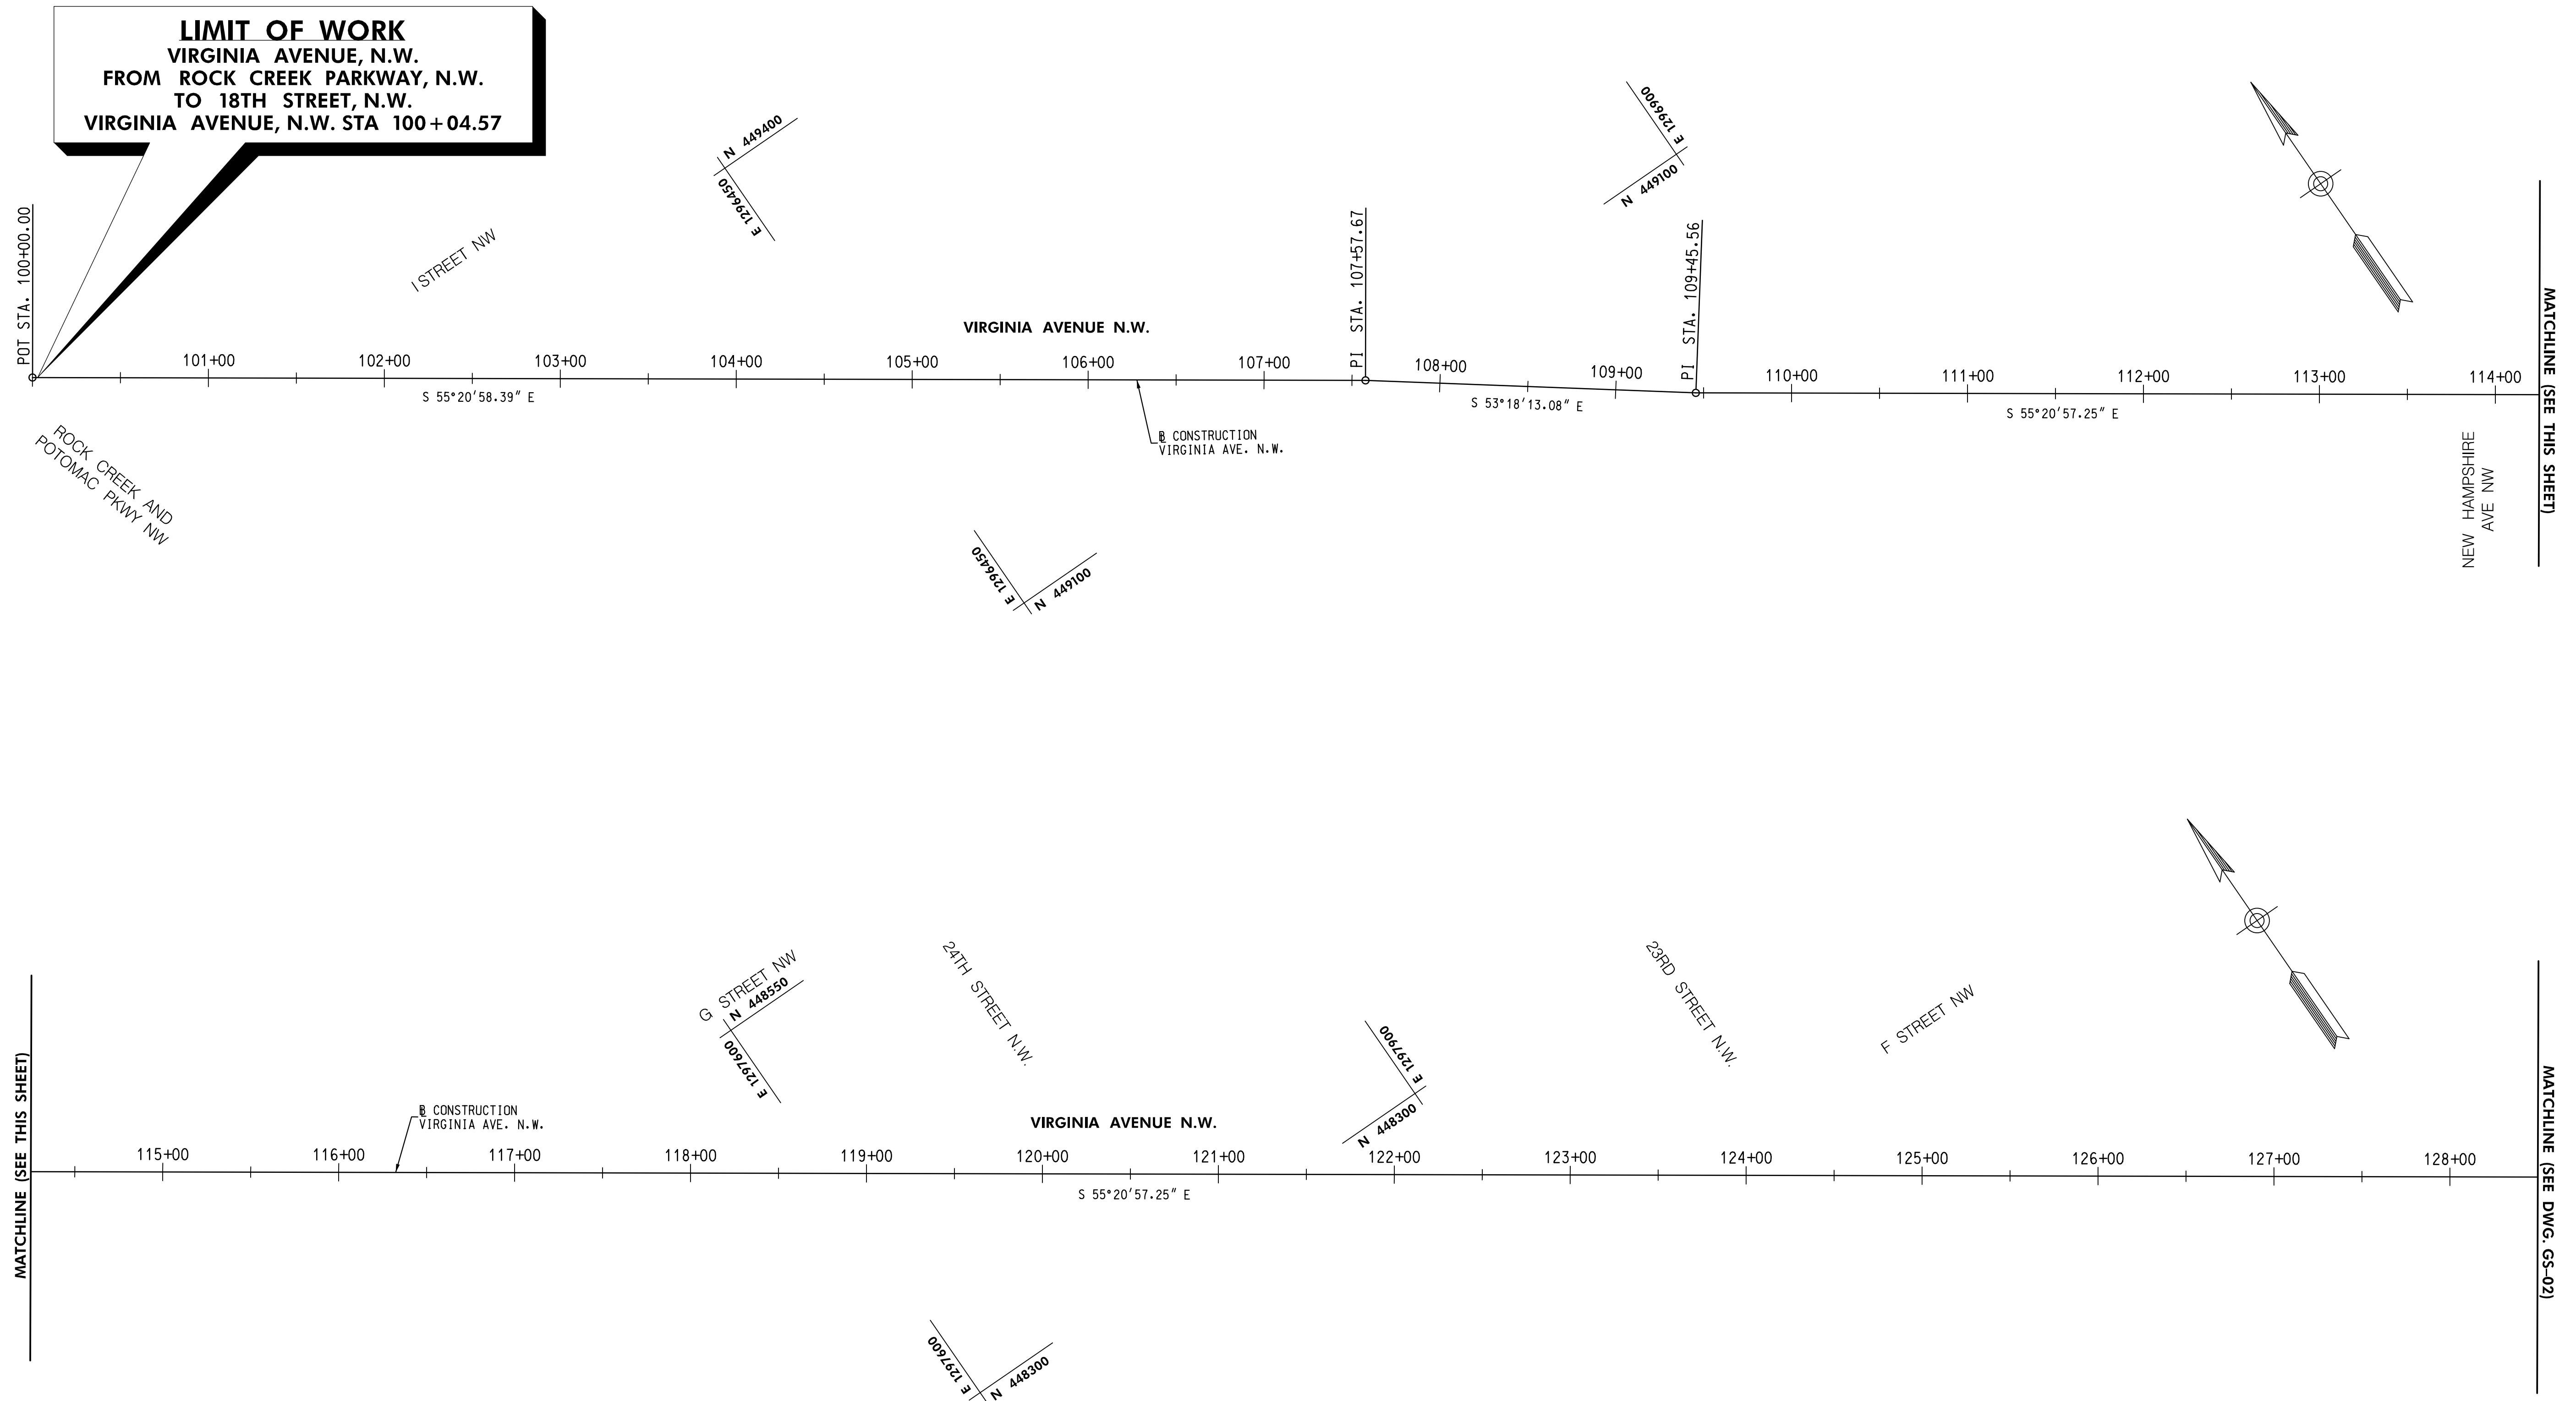 LIMIT OF WORK
VIRGINIA AVENUE, N.W.
FROM ROCK CREEK PARKWAY, N.W.
TO 18TH STREET, N.W.
VIRGINIA AVENUE, N.W. STA 100+04.57
POT STA. 100+00.00
I STREET NW
N 449400
E 1296450
E 1296900
N 449100
PI STA. 107+57.67
PI STA. 109+45.56
VIRGINIA AVENUE N.W.
101+00
102+00
103+00
104+00
105+00
106+00
107+00
108+00
109+00
110+00
111+00
112+00
113+00
114+00
S 55°20'58.39" E
S 53°18'13.08" E
S 55°20'57.25" E
BL CONSTRUCTION
VIRGINIA AVE. N.W.
ROCK CREEK AND
POTOMAC PKWY NW
NEW HAMPSHIRE
AVE NW
MATCHLINE (SEE THIS SHEET)
E 1296450
N 449100
MATCHLINE (SEE THIS SHEET)
G STREET NW
N 448550
E 1297600
24TH STREET N.W.
E 1297900
N 448300
23RD STREET N.W.
F STREET NW
BL CONSTRUCTION
VIRGINIA AVE. N.W.
VIRGINIA AVENUE N.W.
115+00
116+00
117+00
118+00
119+00
120+00
121+00
122+00
123+00
124+00
125+00
126+00
127+00
128+00
S 55°20'57.25" E
MATCHLINE (SEE DWG. GS-02)
E 1297600
N 448300